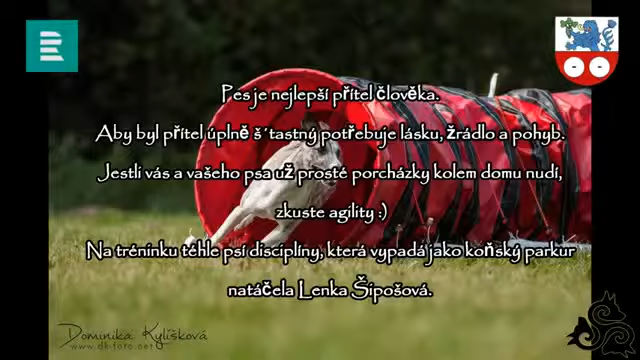 Pes je nejlepší přítel člověka.
Aby byl přítel úplně š´tastný potřebuje lásku, žrádlo a pohyb.
Jestli vás a vašeho psa už prosté porcházky kolem domu nudí,
zkuste agility :)
Na tréninku téhle psí disciplíny, která vypadá jako koňský parkur
natáčela Lenka Šípošová.
Dominika Kylíšková
www.dk-foto.net